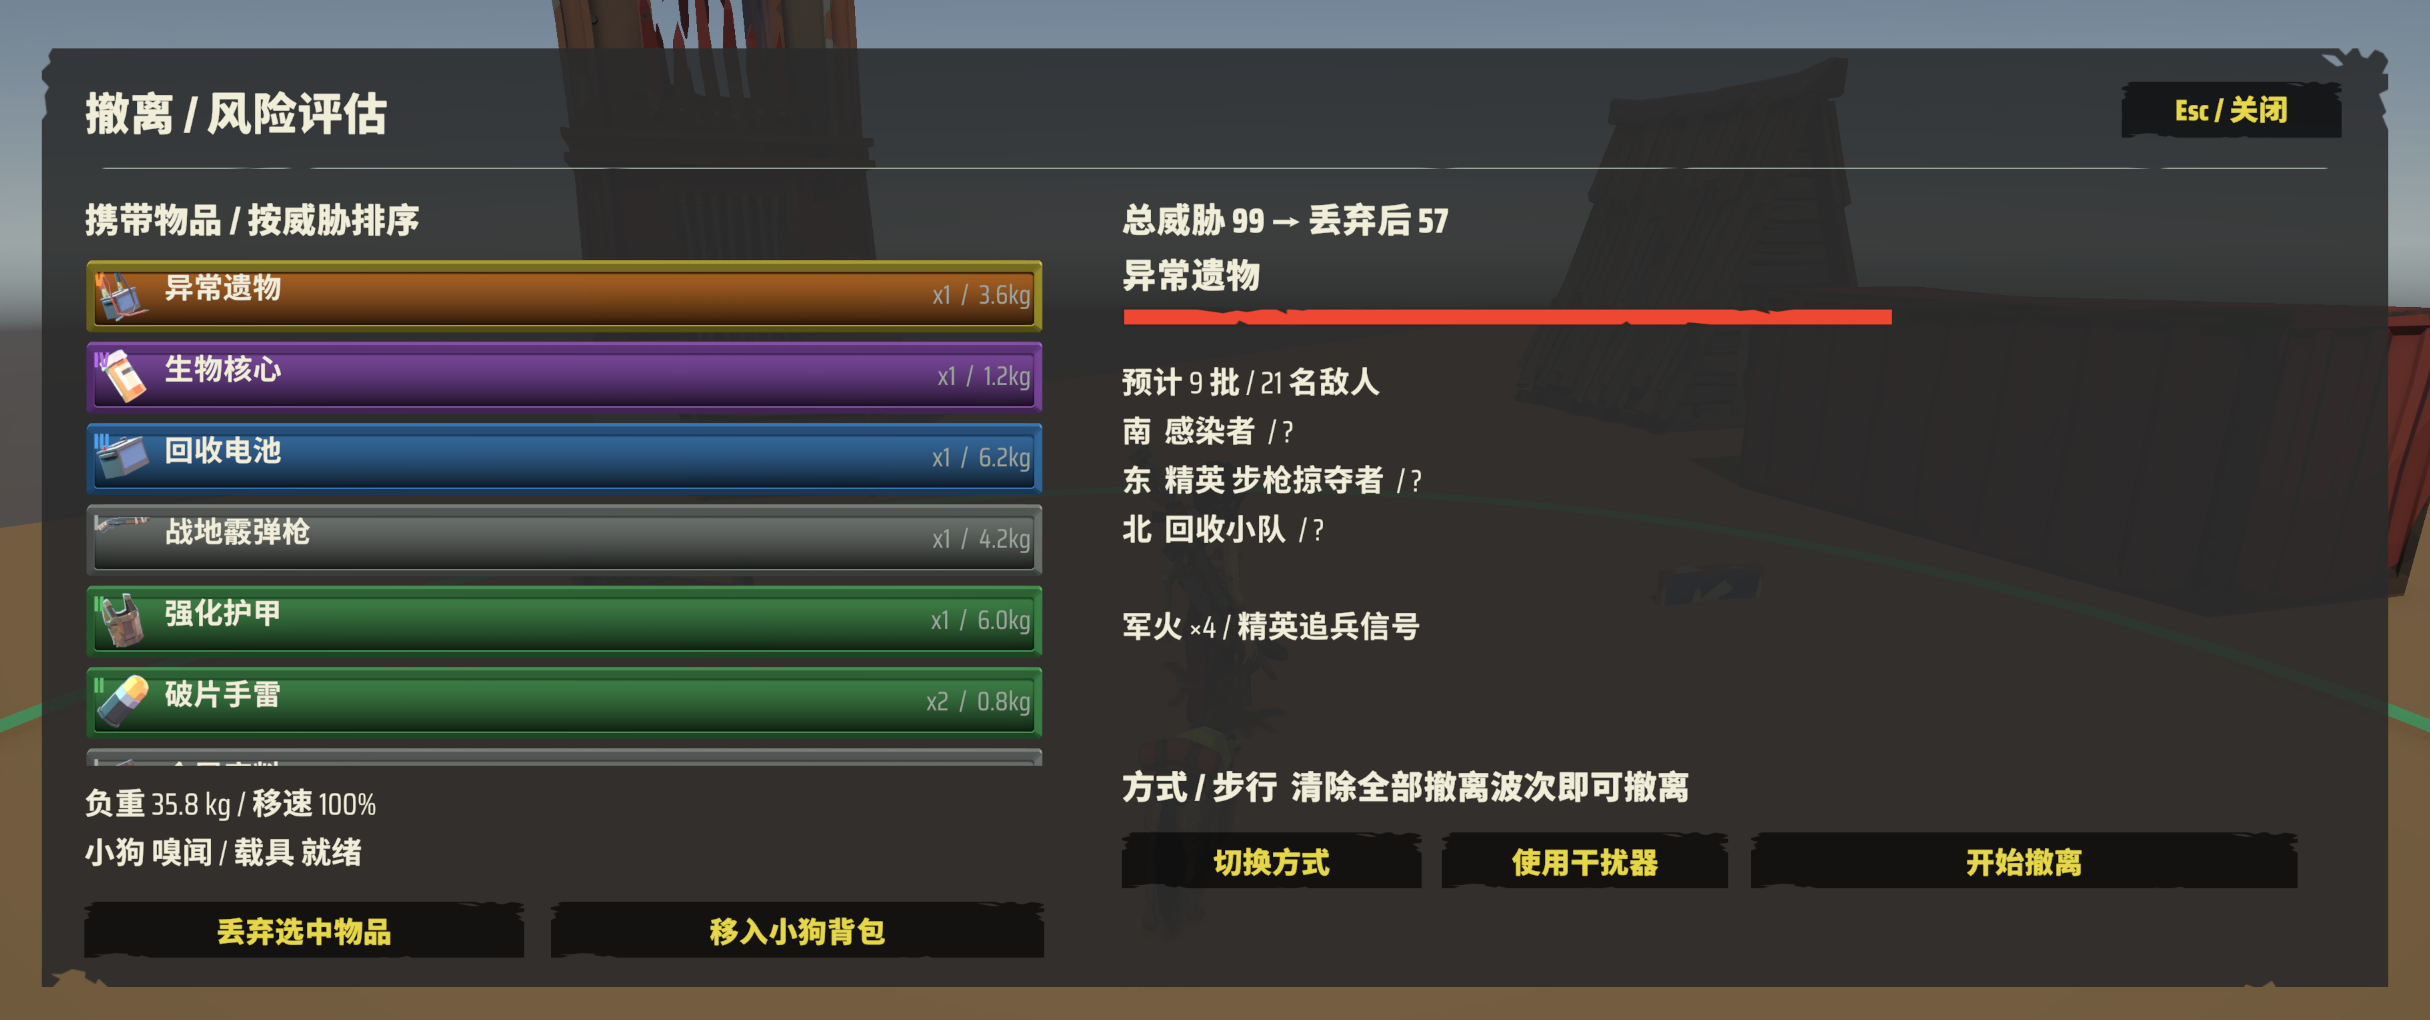 撤离 / 风险评估
Esc / 关闭
携带物品 / 按威胁排序
异常遗物
x1 / 3.6kg
IV
生物核心
x1 / 1.2kg
III
回收电池
x1 / 6.2kg
I
战地霰弹枪
x1 / 4.2kg
II
强化护甲
x1 / 6.0kg
II
破片手雷
x2 / 0.8kg
负重 35.8 kg / 移速 100%
小狗 嗅闻 / 载具 就绪
丢弃选中物品
移入小狗背包
总威胁 99 → 丢弃后 57
异常遗物
预计 9 批 / 21 名敌人
南 感染者 / ?
东 精英 步枪掠夺者 / ?
北 回收小队 / ?
军火 ×4 / 精英追兵信号
方式 / 步行 清除全部撤离波次即可撤离
切换方式
使用干扰器
开始撤离